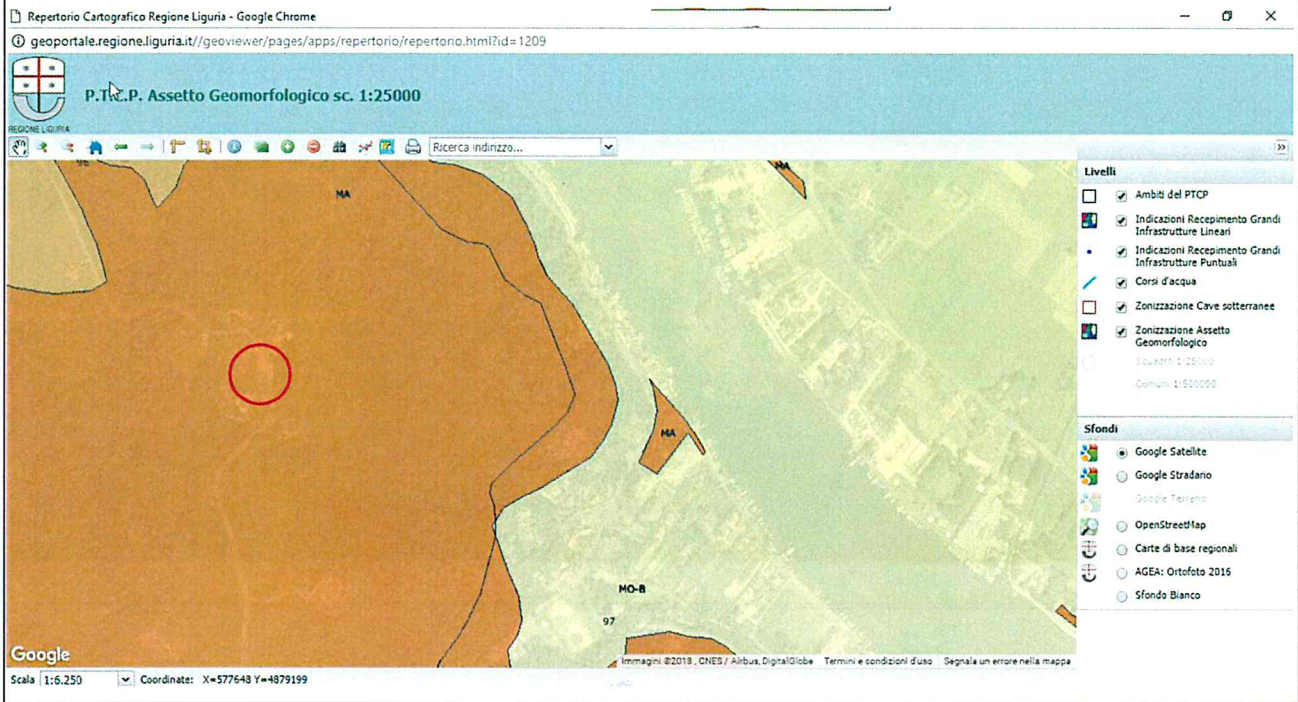 Repertorio Cartografico Regione Liguria - Google Chrome
geoportale.regione.liguria.it//geoviewer/pages/apps/repertorio/repertorio.html?id=1209
P.T.C.P. Assetto Geomorfologico sc. 1:25000
REGIONE LIGURIA
Ricerca indirizzo...
96
MA
MA
MA
MO-B
97
Google
Immagini ©2018, CNES / Airbus, DigitalGlobe Termini e condizioni d'uso Segnala un errore nella mappa
Scala 1:6.250 Coordinate: X=577648 Y=4879199
Livelli
Ambiti del PTCP
Indicazioni Recepimento Grandi
Infrastrutture Lineari
Indicazioni Recepimento Grandi
Infrastrutture Puntuali
Corsi d'acqua
Zonizzazione Cave sotterranee
Zonizzazione Assetto
Geomorfologico
Squadro 1:25000
Comuni 1:500000
Sfondi
Google Satellite
Google Stradario
Google Terreno
OpenStreetMap
Carte di base regionali
AGEA: Ortofoto 2016
Sfondo Bianco